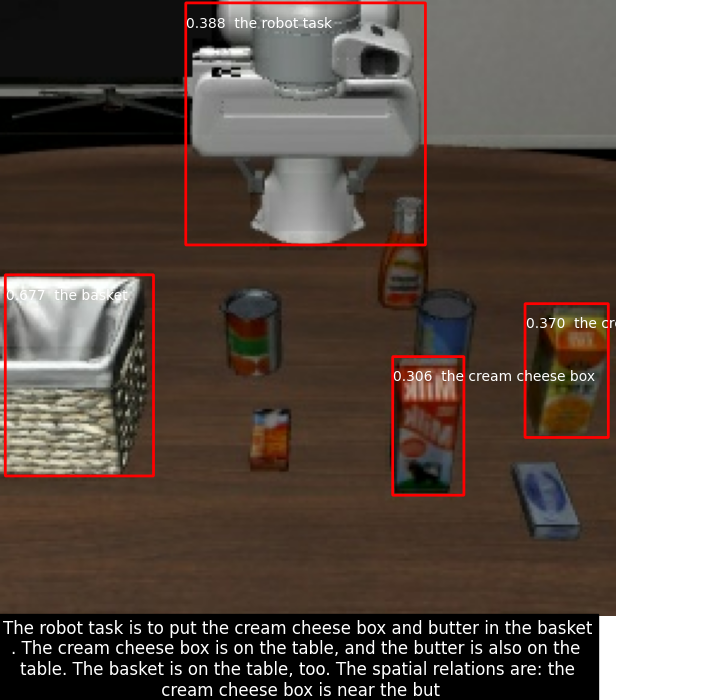 0.388 the robot task
0.677 the basket
0.370 the cr
0.306 the cream cheese box
Milk
Milk
The robot task is to put the cream cheese box and butter in the basket
. The cream cheese box is on the table, and the butter is also on the
table. The basket is on the table, too. The spatial relations are: the
cream cheese box is near the but